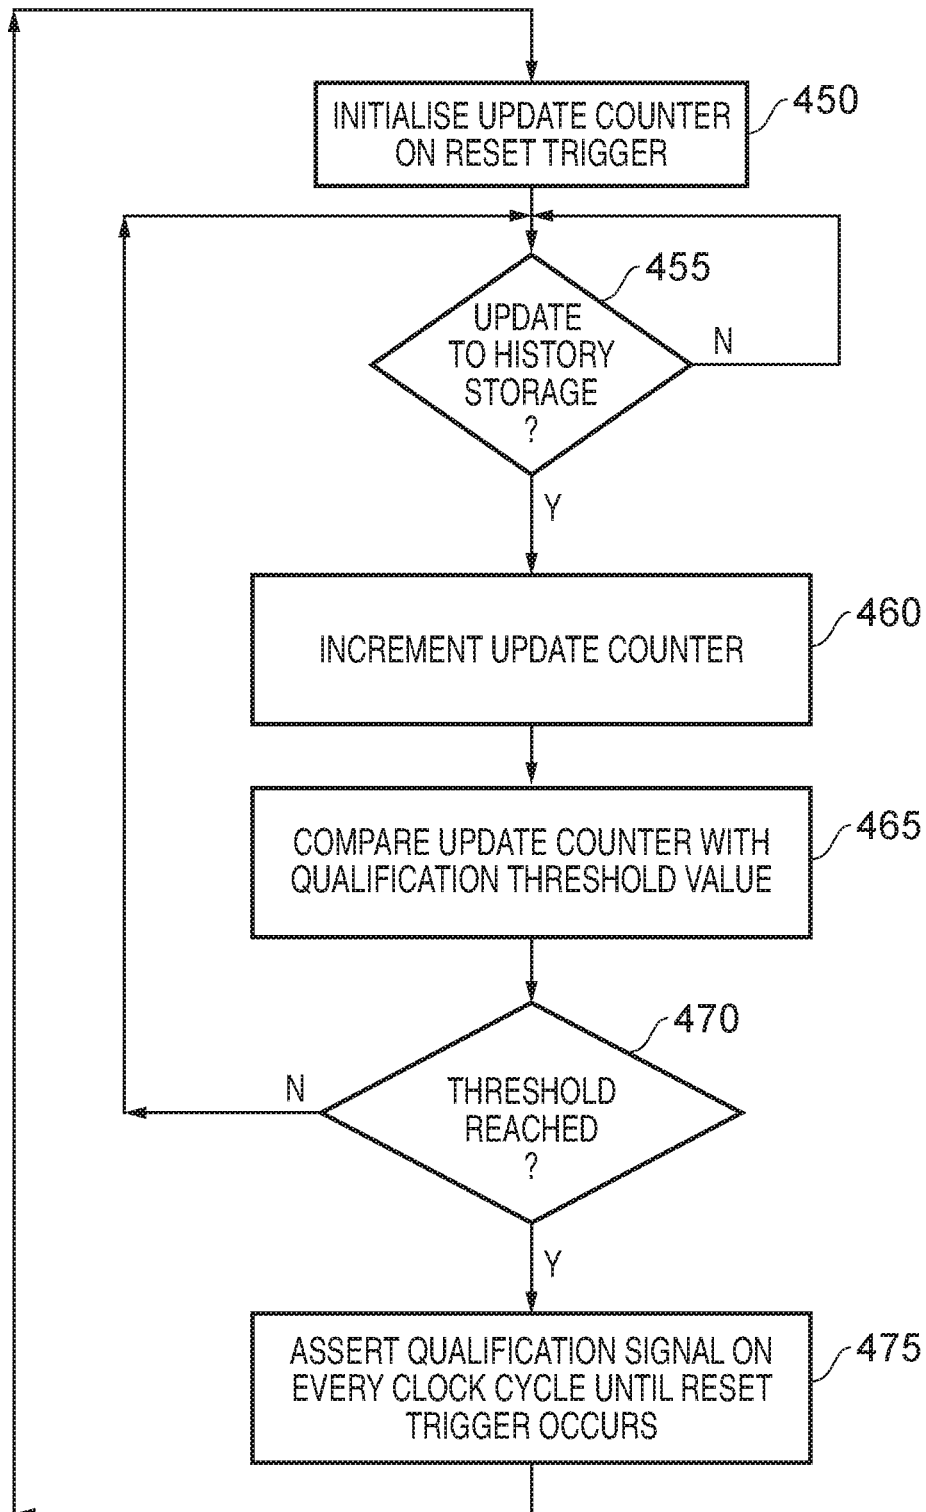 INITIALISE UPDATE COUNTER
ON RESET TRIGGER
450
455
UPDATE
TO HISTORY
STORAGE
?
N
Y
460
INCREMENT UPDATE COUNTER
465
COMPARE UPDATE COUNTER WITH
QUALIFICATION THRESHOLD VALUE
470
N
THRESHOLD
REACHED
?
Y
475
ASSERT QUALIFICATION SIGNAL ON
EVERY CLOCK CYCLE UNTIL RESET
TRIGGER OCCURS